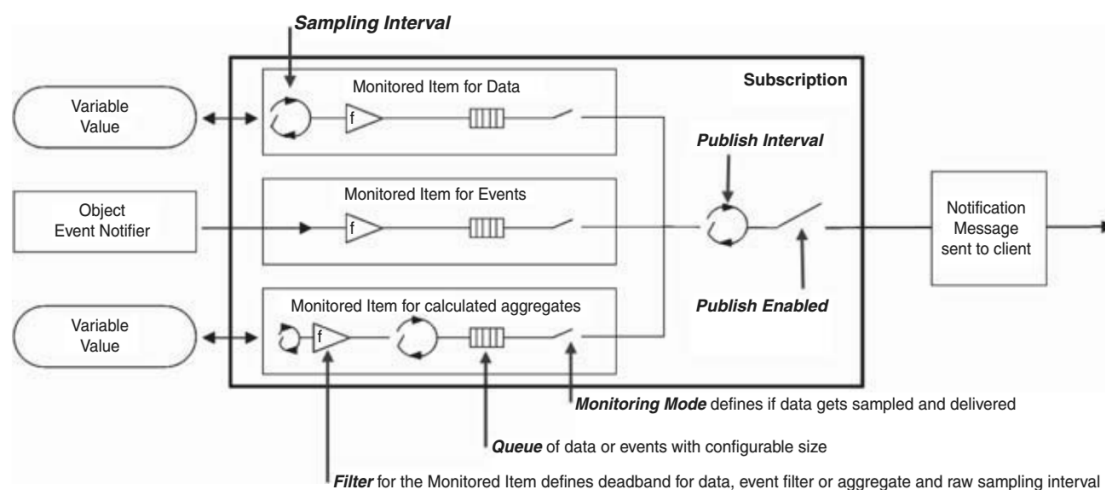 Sampling Interval
Monitored Item for Data
Subscription
Variable
Value
f
Publish Interval
Monitored Item for Events
Object
Event Notifier
f
Notification
Message
sent to client
Monitored Item for calculated aggregates
Publish Enabled
Variable
Value
f
Monitoring Mode defines if data gets sampled and delivered
Queue of data or events with configurable size
Filter for the Monitored Item defines deadband for data, event filter or aggregate and raw sampling interval